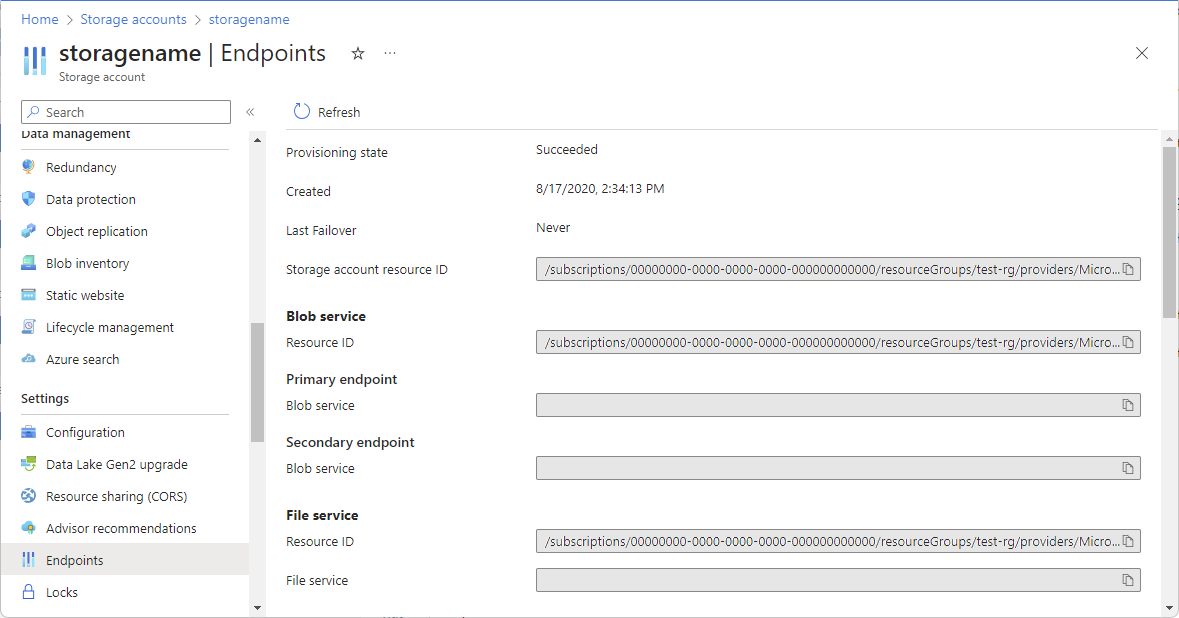 Home > Storage accounts > storagename
storagename | Endpoints ☆ ...
Storage account
Search
«
Refresh
Data management
Redundancy
Data protection
Object replication
Blob inventory
Static website
Lifecycle management
Azure search
Settings
Configuration
Data Lake Gen2 upgrade
Resource sharing (CORS)
Advisor recommendations
Endpoints
Locks
Provisioning state Succeeded
Created 8/17/2020, 2:34:13 PM
Last Failover Never
Storage account resource ID /subscriptions/00000000-0000-0000-0000-000000000000/resourceGroups/test-rg/providers/Micro...
Blob service
Resource ID /subscriptions/00000000-0000-0000-0000-000000000000/resourceGroups/test-rg/providers/Micro...
Primary endpoint
Blob service
Secondary endpoint
Blob service
File service
Resource ID /subscriptions/00000000-0000-0000-0000-000000000000/resourceGroups/test-rg/providers/Micro...
File service